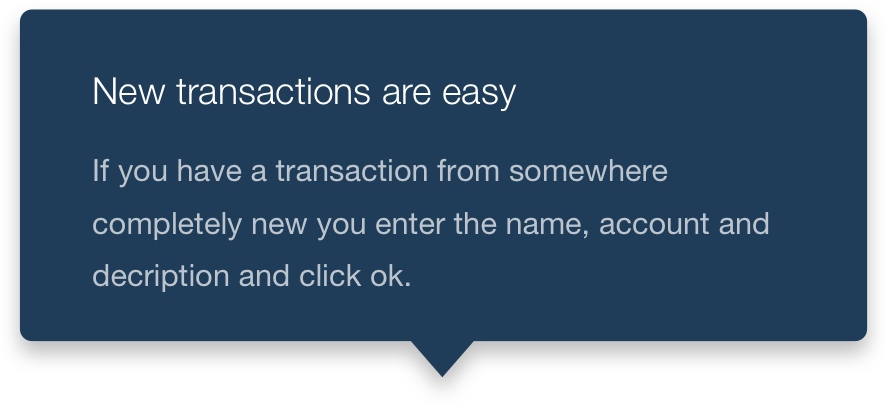 New transactions are easy
If you have a transaction from somewhere
completely new you enter the name, account and
decription and click ok.